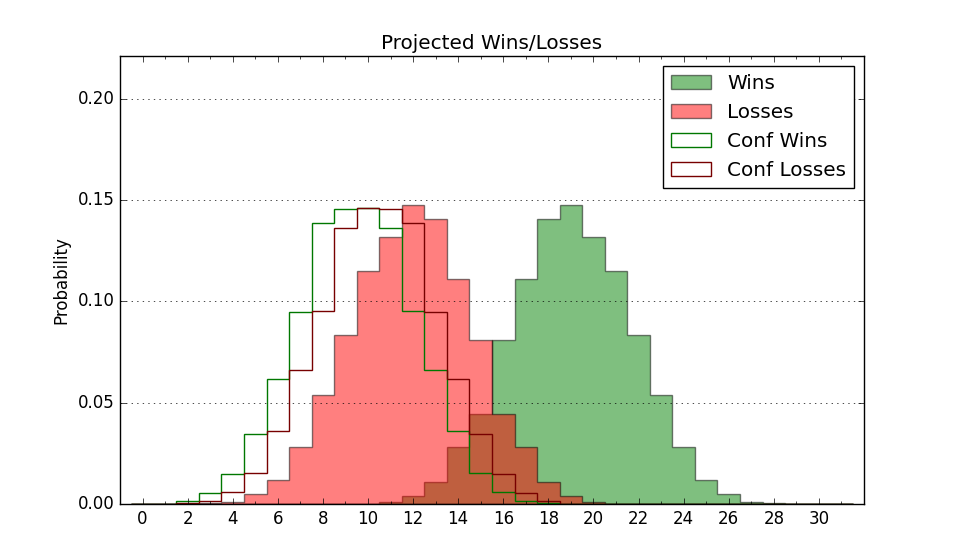 Projected Wins/Losses
Wins
Losses
Conf Wins
Conf Losses
Probability
0.20
0.15
0.10
0.05
0.00
0 2 4 6 8 10 12 14 16 18 20 22 24 26 28 30